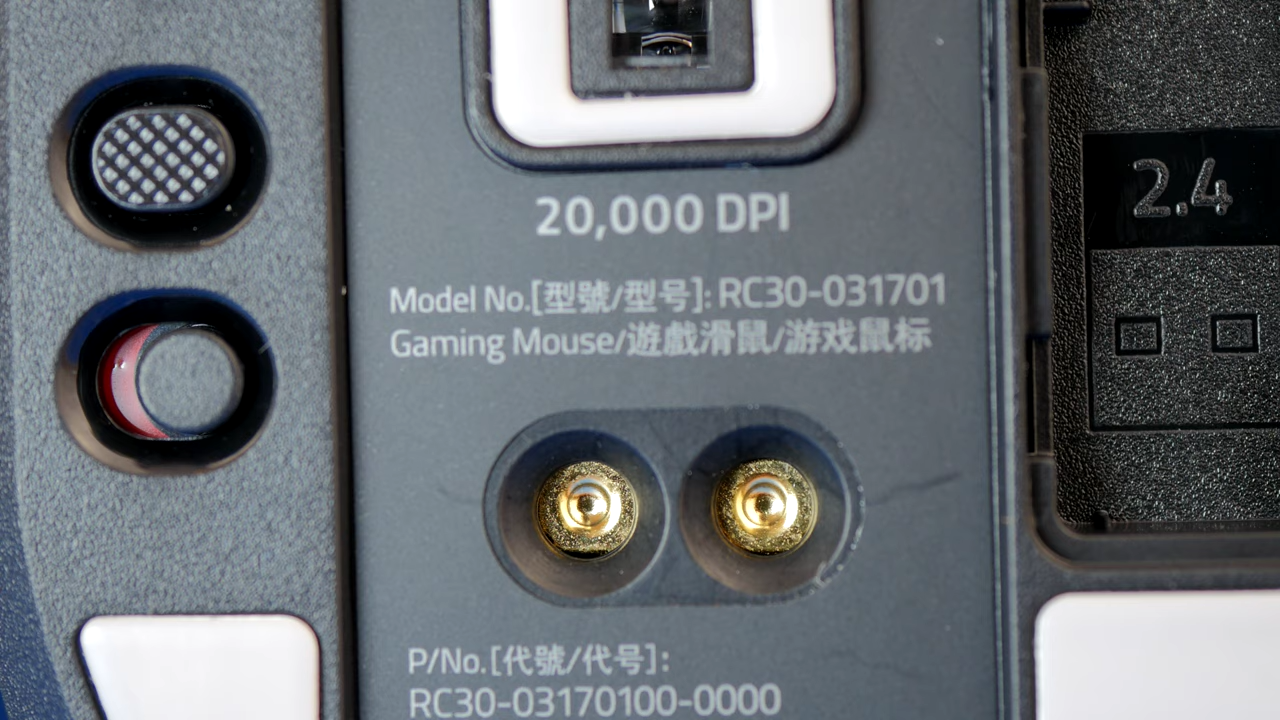 2.4
20,000 DPI
Model No.[型號/型号]: RC30-031701
Gaming Mouse/遊戲滑鼠/游戏鼠标
P/No.[代號/代号]:
RC30-03170100-0000